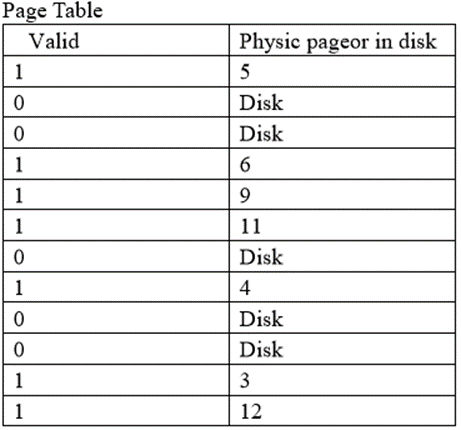 Page Table
Valid Physic pageor in disk
1 5
0 Disk
0 Disk
1 6
1 9
1 11
0 Disk
1 4
0 Disk
0 Disk
1 3
1 12